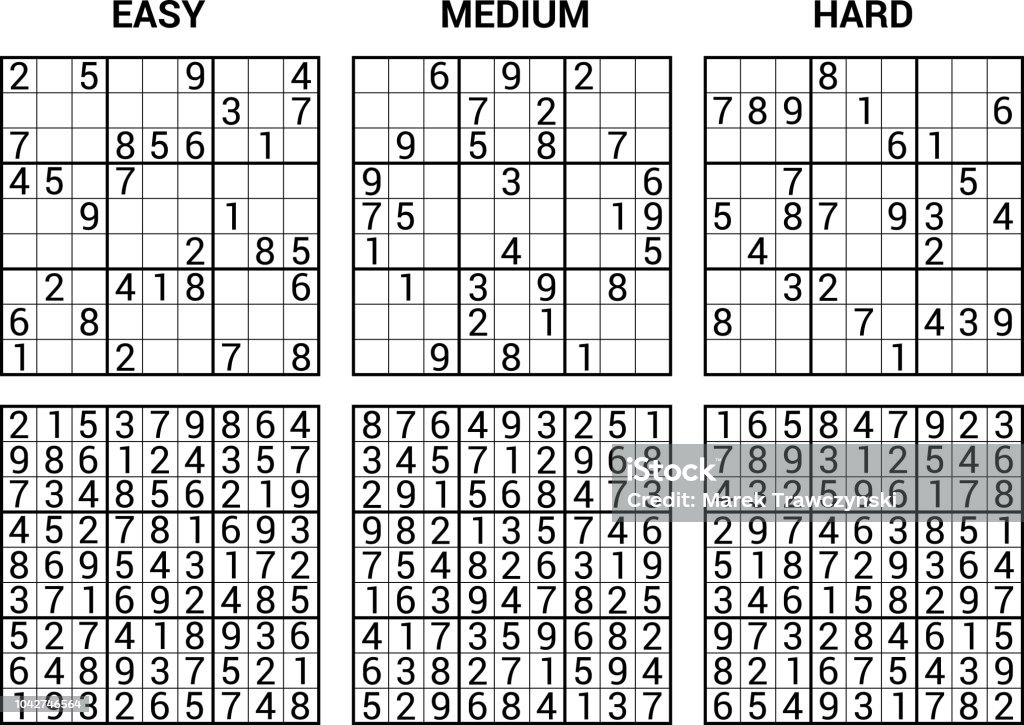 EASY MEDIUM HARD
2 5 9 4 6 9 2 8
3 7 7 2 7 8 9 1 6
7 8 5 6 1 9 5 8 7 6 1
4 5 7 9 3 6 7 5
9 1 7 5 1 9 5 8 7 9 3 4
2 8 5 1 4 5 4 2
2 4 1 8 6 1 3 9 8 3 2
6 8 2 1 8 7 4 3 9
1 2 7 8 9 8 1 1
2 1 5 3 7 9 8 6 4 8 7 6 4 9 3 2 5 1 1 6 5 8 4 7 9 2 3
9 8 6 1 2 4 3 5 7 3 4 5 7 1 2 9 6 8 7 8 9 3 1 2 5 4 6
iStock
7 3 4 8 5 6 2 1 9 2 9 1 5 6 8 4 7 2 4 3 2 5 9 6 1 7 8
Credit: Marek Trawczynski
4 5 2 7 8 1 6 9 3 9 8 2 1 3 5 7 4 6 2 9 7 4 6 3 8 5 1
8 6 9 5 4 3 1 7 2 7 5 4 8 2 6 3 1 9 5 1 8 7 2 9 3 6 4
3 7 1 6 9 2 4 8 5 1 6 3 9 4 7 8 2 5 3 4 6 1 5 8 2 9 7
5 2 7 4 1 8 9 3 6 4 1 7 3 5 9 6 8 2 9 7 3 2 8 4 6 1 5
6 4 8 9 3 7 5 2 1 6 3 8 2 7 1 5 9 4 8 2 1 6 7 5 4 3 9
1 9 3 2 6 5 7 4 8 5 2 9 6 8 4 1 3 7 6 5 4 9 3 1 7 8 2
1042746564